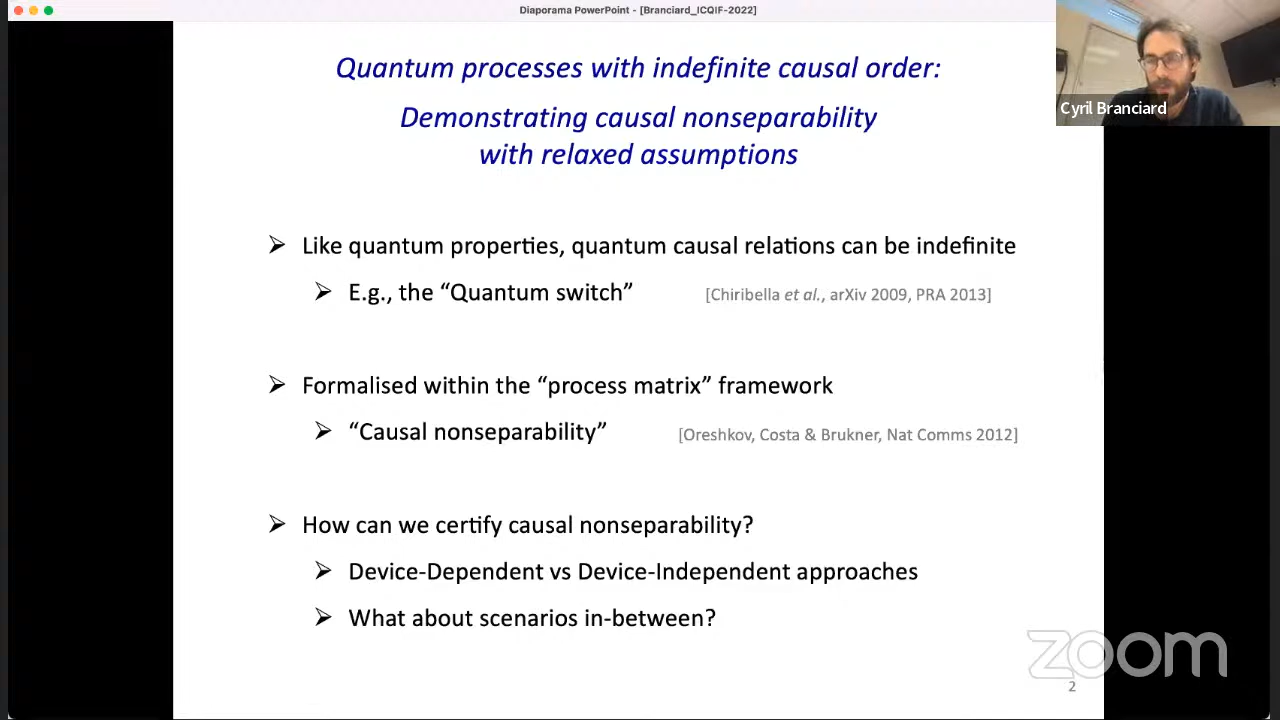 Diaporama PowerPoint - [Branciard_ICQIF-2022]
Quantum processes with indefinite causal order:
Demonstrating causal nonseparability
with relaxed assumptions
Cyril Branciard
➢ Like quantum properties, quantum causal relations can be indefinite
➢ E.g., the “Quantum switch” [Chiribella et al., arXiv 2009, PRA 2013]
➢ Formalised within the “process matrix” framework
➢ “Causal nonseparability” [Oreshkov, Costa & Brukner, Nat Comms 2012]
➢ How can we certify causal nonseparability?
➢ Device-Dependent vs Device-Independent approaches
➢ What about scenarios in-between?
zoom
2